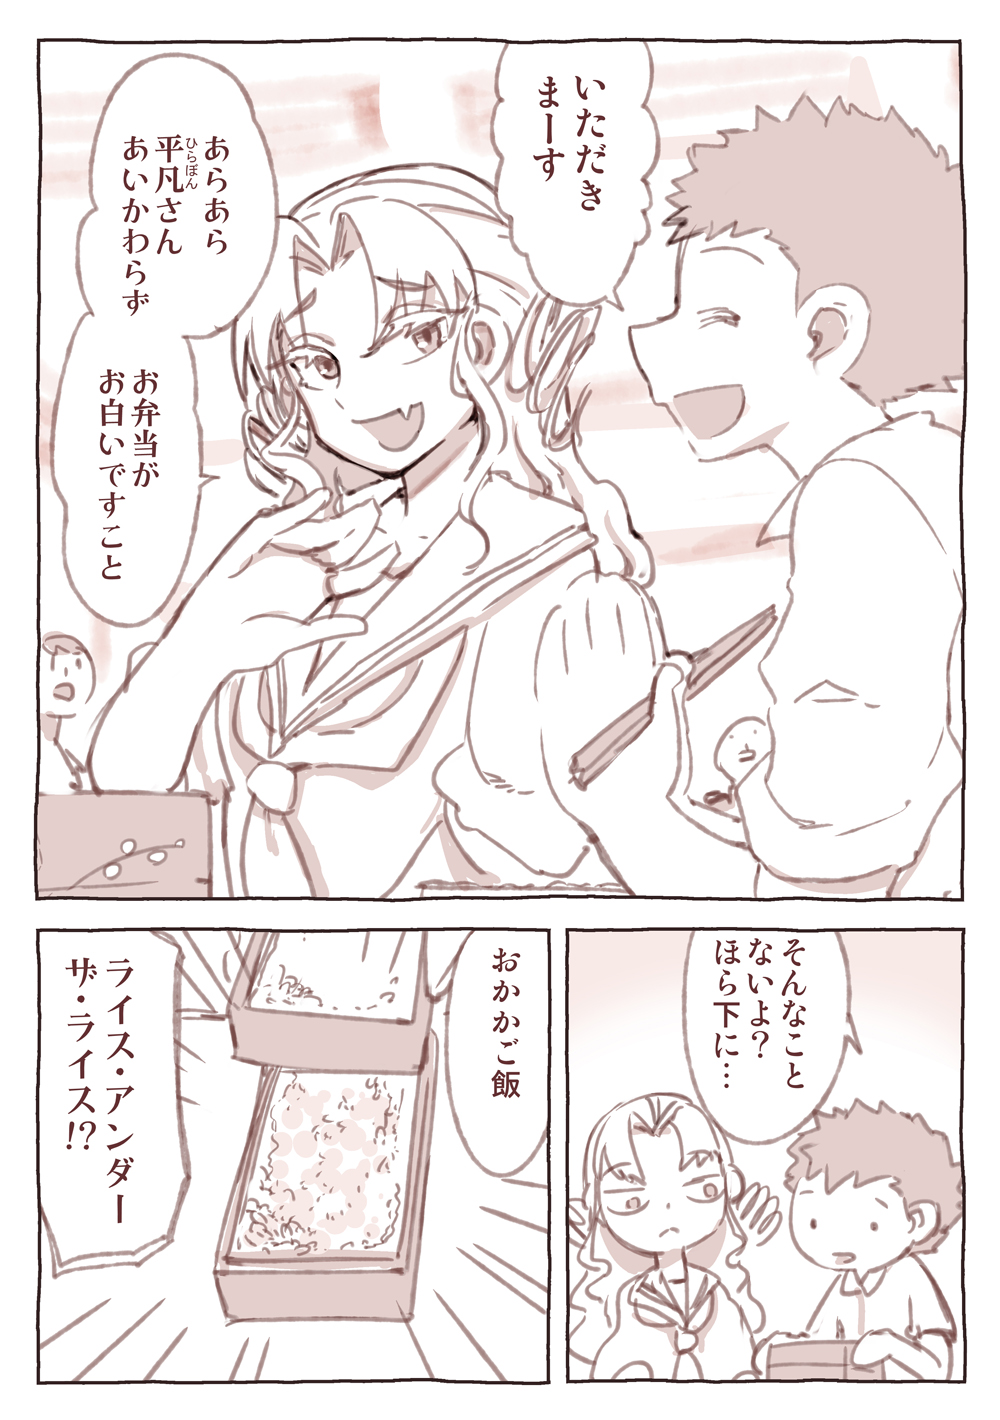 いただき
まーす
あらあら
平凡さん
ひらぼん
あいかわらず
お弁当が
お白いですこと
そんなこと
ないよ？
ほら下に…
おかかご飯
ライス・アンダー
ザ・ライス!?